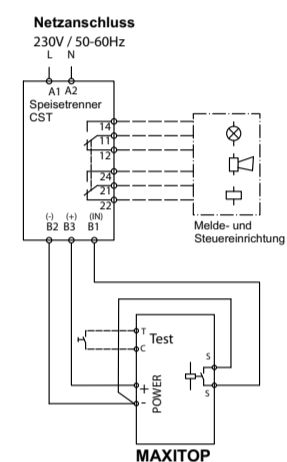 Netzanschluss
230V / 50-60Hz
L N
A1 A2
Speisetrenner
CST
14
11
12
24
21
22
Melde- und
Steuereinrichtung
(-) (+) (IN)
B2 B3 B1
T
Test
C
S
+
POWER
-
S
MAXITOP